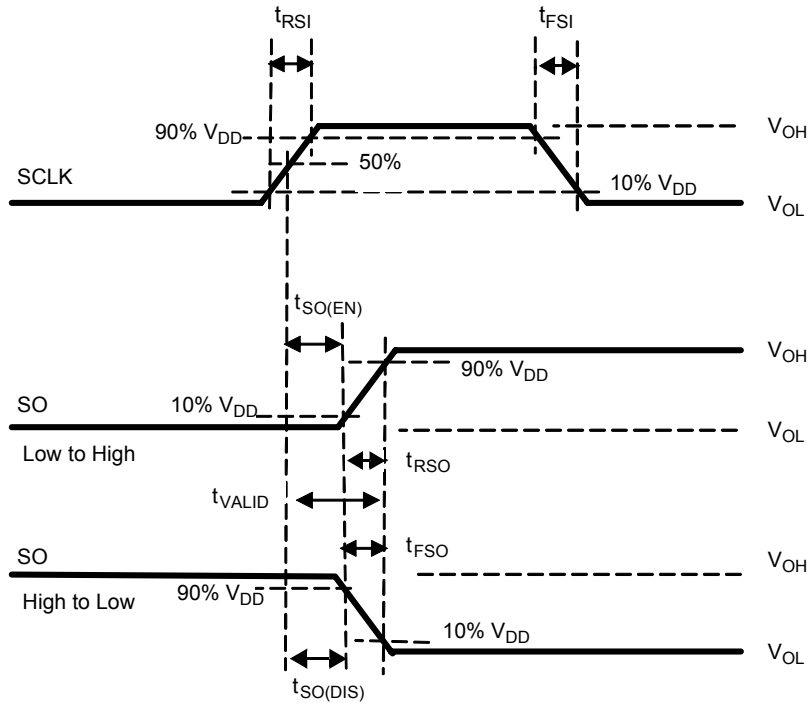 tRSI
tFSI
90% VDD
VOH
50%
SCLK
10% VDD
VOL
tSO(EN)
VOH
90% VDD
SO
10% VDD
VOL
Low to High
tRSO
tVALID
tFSO
SO
VOH
High to Low
90% VDD
10% VDD
VOL
tSO(DIS)